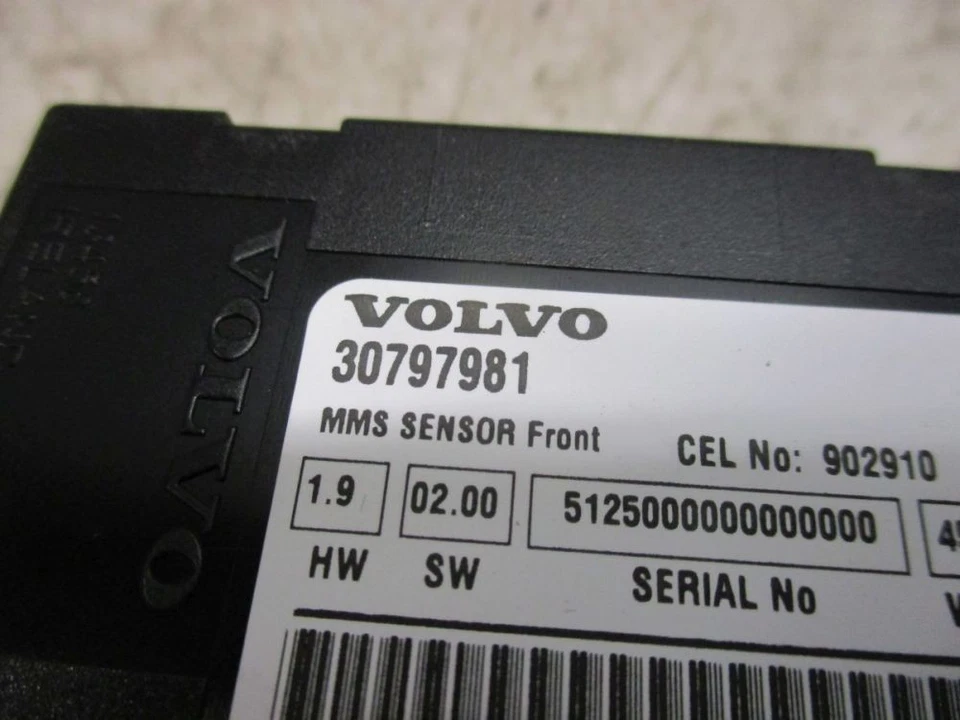 VOLVO
VOLVO
30797981
MMS SENSOR Front
CEL No: 902910
1.9
02.00
5125000000000000
HW
SW
SERIAL No